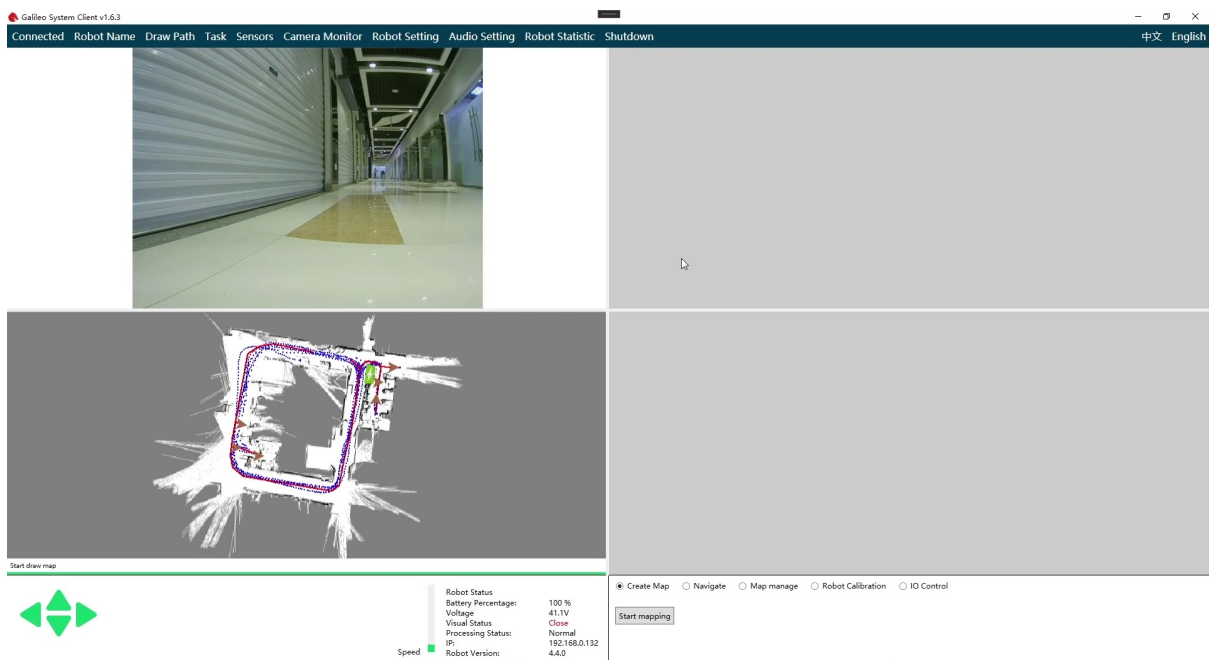 Galileo System Client v1.6.3
Connected Robot Name Draw Path Task Sensors Camera Monitor Robot Setting Audio Setting Robot Statistic Shutdown 中文 English
Start draw map
Robot Status
Battery Percentage: 100 %
Voltage 41.1V
Visual Status Close
Processing Status: Normal
IP: 192.168.0.132
Speed Robot Version: 4.4.0
Create Map Navigate Map manage Robot Calibration IO Control
Start mapping